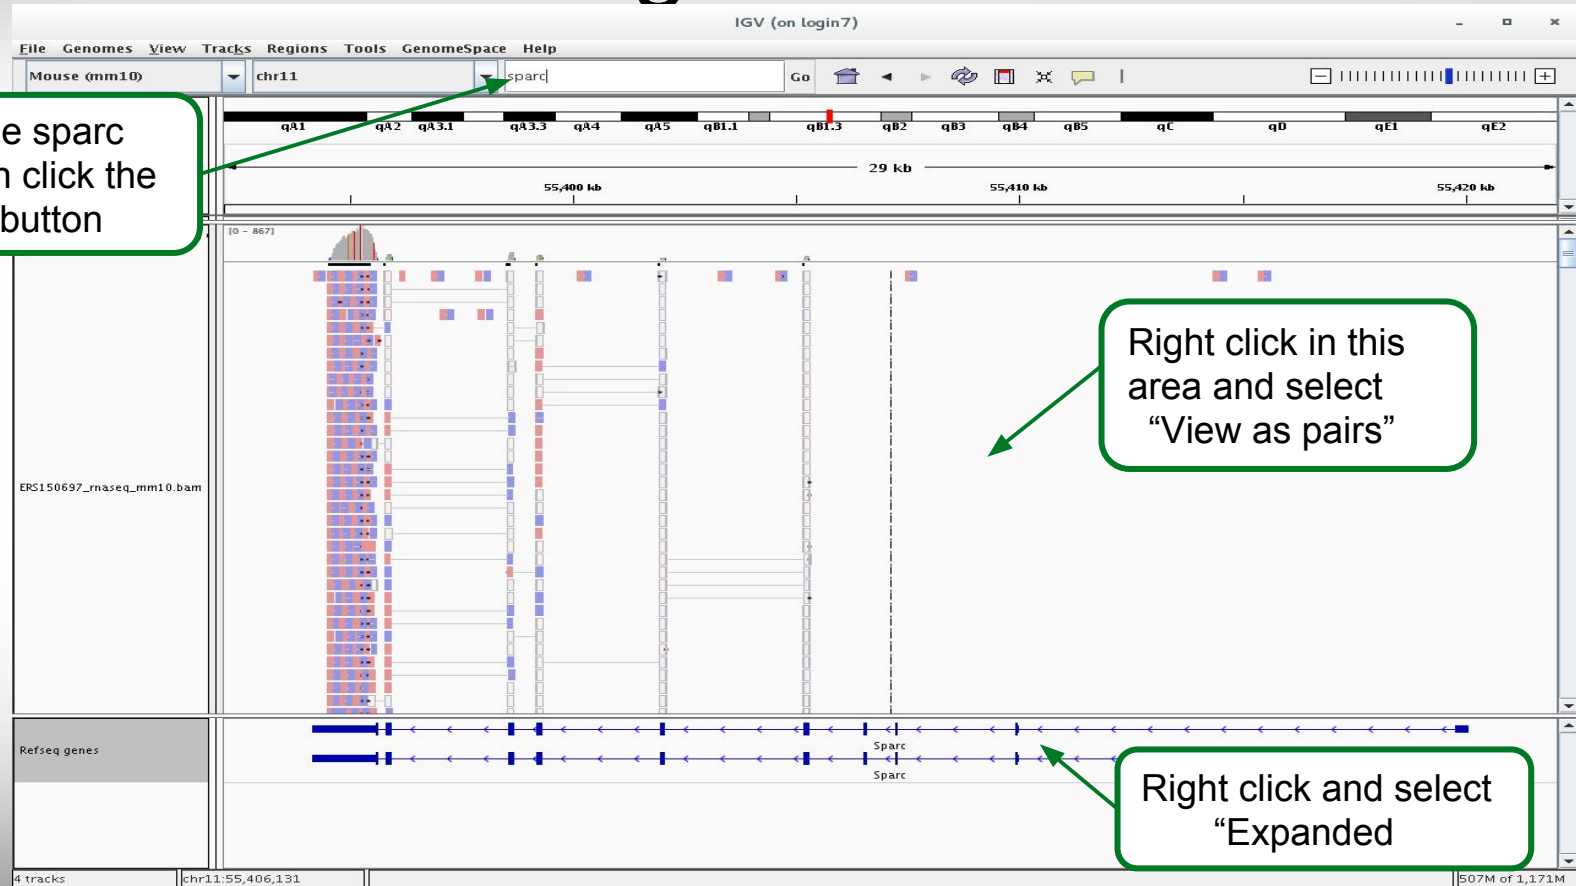 IGV (on login7)
File Genomes View Tracks Regions Tools GenomeSpace Help
Mouse (mm10) chr11 sparc Go
e sparc
click the
button
qA1 qA2 qA3.1 qA3.3 qA4 qA5 qB1.1 qB1.3 qB2 qB3 qB4 qB5 qC qD qE1 qE2
29 kb
55,400 kb 55,410 kb 55,420 kb
[0 - 867]
Right click in this
area and select
“View as pairs”
ERS150697_rnaseq_mm10.bam
Refseq genes
Sparc
Sparc
Right click and select
“Expanded
4 tracks chr11:55,406,131 507M of 1,171M